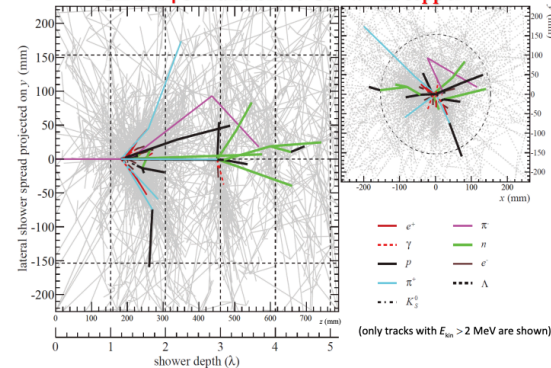 lateral shower spread projected on y (mm)
200
150
100
50
0
-50
-100
-150
-200
0 100 200 300 400 500 600 700 z (mm)
0 1 2 3 4 5
shower depth (λ)
200
150
100
50
0
-50
-100
-150
-200
-200 -100 0 100 200
x (mm)
e⁺ π⁻
γ n
p e⁻
π⁺ Λ
K⁰S
(only tracks with Ekin > 2 MeV are shown)